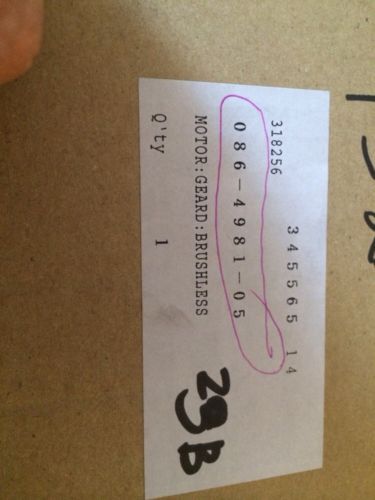 318256
345565 14
086-4981-05
MOTOR:GEARD:BRUSHLESS
Q'ty 1
29B